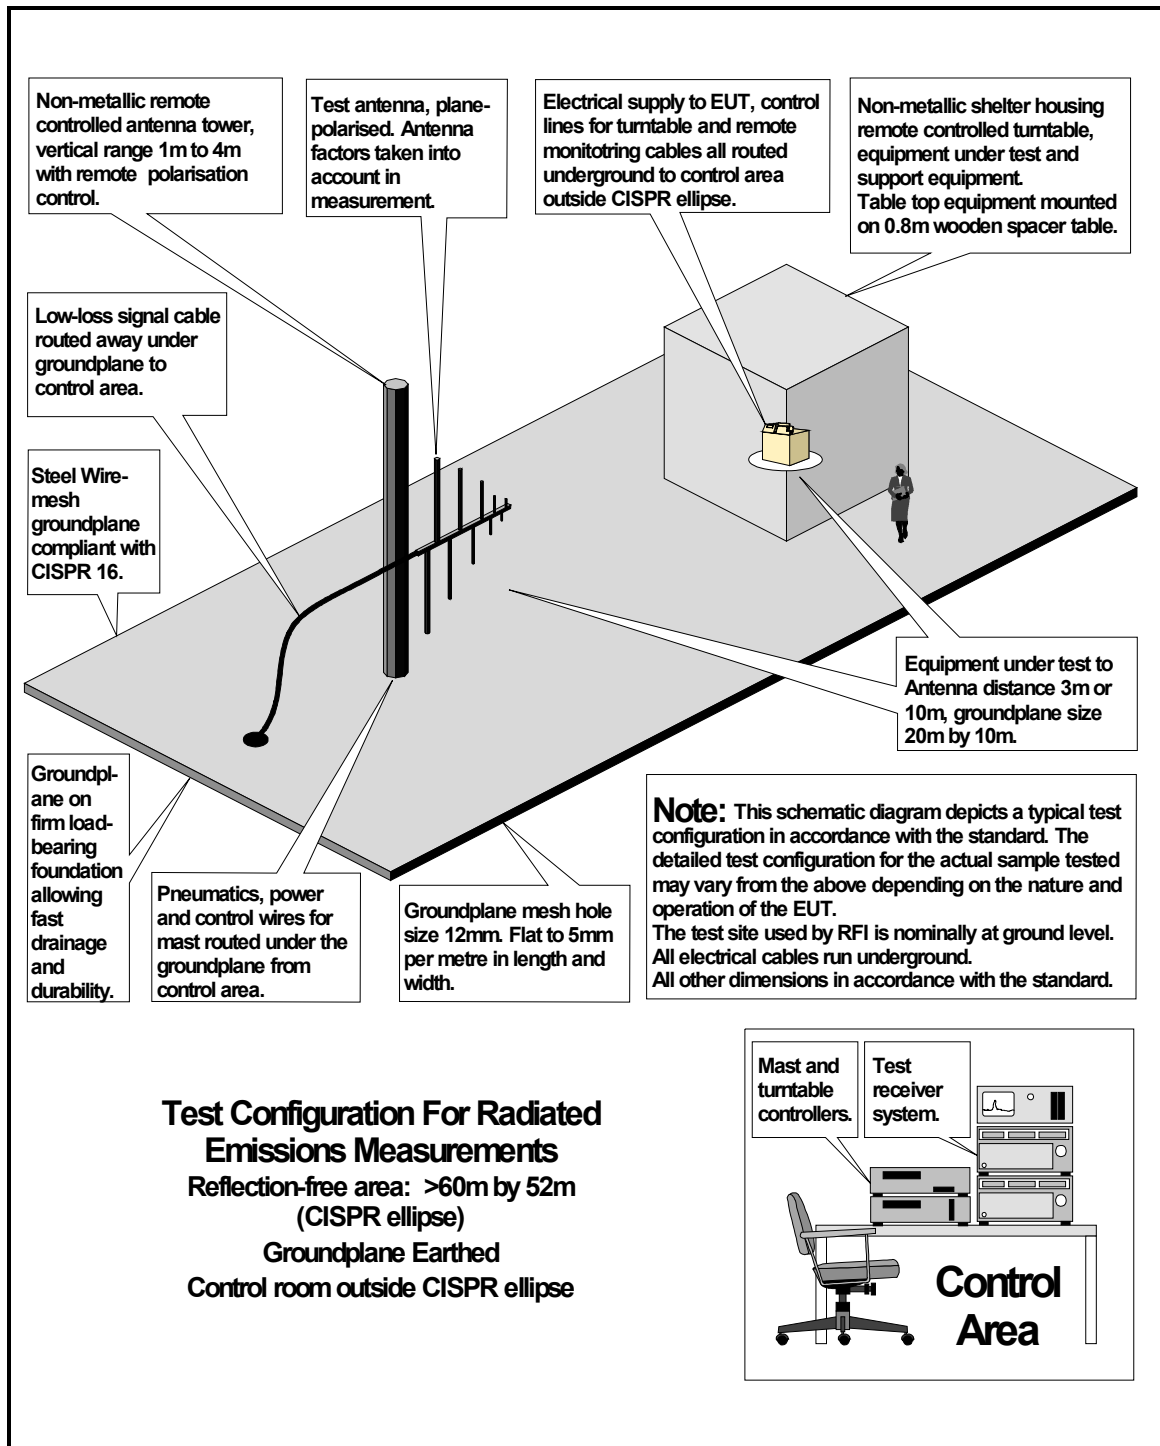 Non-metallic remote
controlled antenna tower,
vertical range 1m to 4m
with remote polarisation
control.
Test antenna, plane-
polarised. Antenna
factors taken into
account in
measurement.
Electrical supply to EUT, control
lines for turntable and remote
monitotring cables all routed
underground to control area
outside CISPR ellipse.
Non-metallic shelter housing
remote controlled turntable,
equipment under test and
support equipment.
Table top equipment mounted
on 0.8m wooden spacer table.
Low-loss signal cable
routed away under
groundplane to
control area.
Steel Wire-
mesh
groundplane
compliant with
CISPR 16.
Equipment under test to
Antenna distance 3m or
10m, groundplane size
20m by 10m.
Groundpl-
ane on
firm load-
bearing
foundation
allowing
fast
drainage
and
durability.
Pneumatics, power
and control wires for
mast routed under the
groundplane from
control area.
Groundplane mesh hole
size 12mm. Flat to 5mm
per metre in length and
width.
Note: This schematic diagram depicts a typical test
configuration in accordance with the standard. The
detailed test configuration for the actual sample tested
may vary from the above depending on the nature and
operation of the EUT.
The test site used by RFI is nominally at ground level.
All electrical cables run underground.
All other dimensions in accordance with the standard.
Test Configuration For Radiated
Emissions Measurements
Reflection-free area: >60m by 52m
(CISPR ellipse)
Groundplane Earthed
Control room outside CISPR ellipse
Mast and
turntable
controllers.
Test
receiver
system.
Control
Area